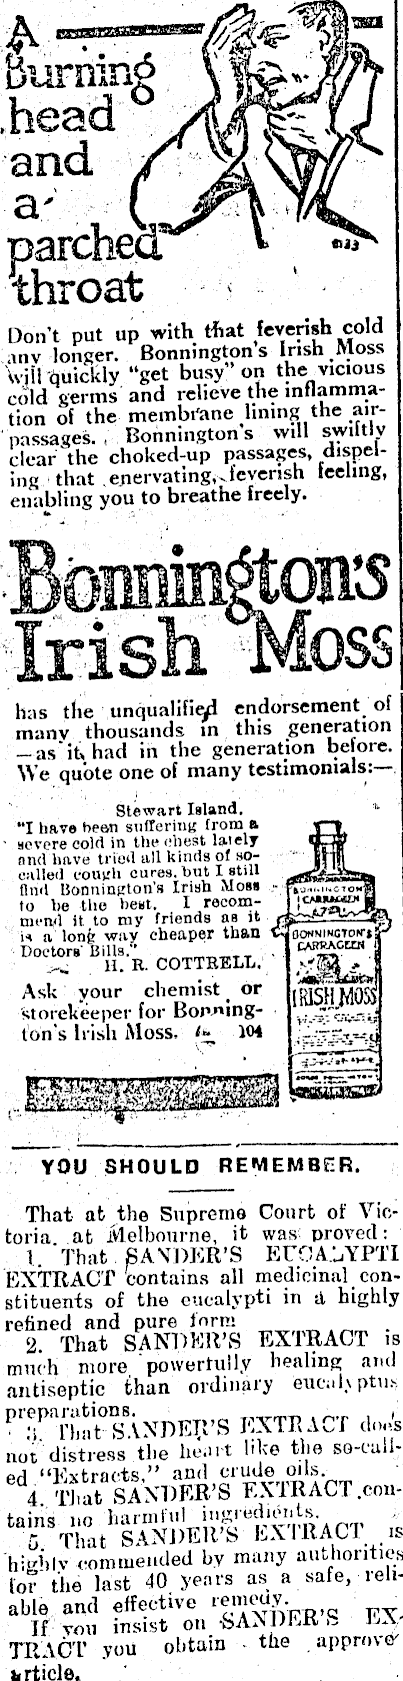 A
Burning
head
and
a
parched
throat
Don't put up with that feverish cold
any longer. Bonnington's Irish Moss
will quickly "get busy" on the vicious
cold germs and relieve the inflamma-
tion of the membrane lining the air-
passages. Bonnington's will swiftly
clear the choked-up passages, dispel-
ing that enervating, feverish feeling,
enabling you to breathe freely.
Bonnington's
Irish Moss
has the unqualified endorsement of
many thousands in this generation
—as it had in the generation before.
We quote one of many testimonials:—
Stewart Island.
"I have been suffering from a
severe cold in the chest lately
and have tried all kinds of so-
called cough cures, but I still
find Bonnington's Irish Moss
to be the best. I recom-
mend it to my friends as it
is a long way cheaper than
Doctors' Bills."
H. R. COTTRELL.
Ask your chemist or
storekeeper for Bonning-
ton's Irish Moss. 104
BONNINGTON'S
CARRAGEEN
BONNINGTON'S
CARRAGEEN
IRISH MOSS
YOU SHOULD REMEMBER.
That at the Supreme Court of Vic-
toria, at Melbourne, it was proved:
1. That SANDER'S EUCALYPTI
EXTRACT contains all medicinal con-
stituents of the eucalypti in a highly
refined and pure form
2. That SANDER'S EXTRACT is
much more powerfully healing and
antiseptic than ordinary eucalyptus
preparations.
3. That SANDER'S EXTRACT does
not distress the heart like the so-call-
ed "Extracts," and crude oils.
4. That SANDER'S EXTRACT con-
tains no harmful ingredients.
5. That SANDER'S EXTRACT is
highly commended by many authorities
for the last 40 years as a safe, reli-
able and effective remedy.
If you insist on SANDER'S EX-
TRACT you obtain the approve
article.